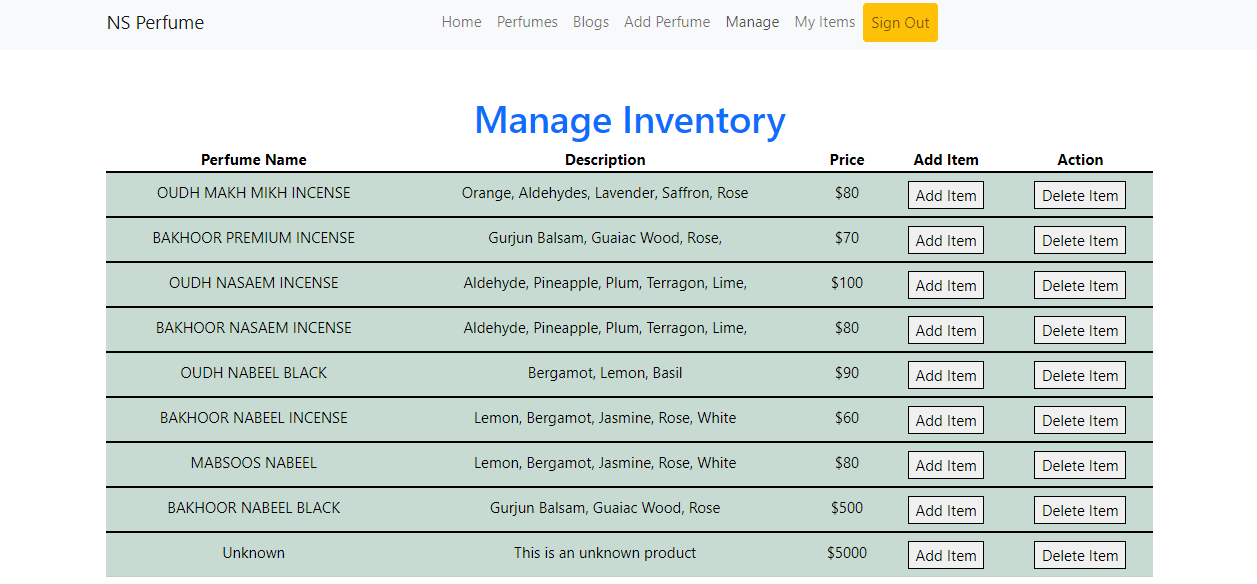 NS Perfume Home Perfumes Blogs Add Perfume Manage My Items Sign Out
Manage Inventory
Perfume Name Description Price Add Item Action
OUDH MAKH MIKH INCENSE Orange, Aldehydes, Lavender, Saffron, Rose $80 Add Item Delete Item
BAKHOOR PREMIUM INCENSE Gurjun Balsam, Guaiac Wood, Rose, $70 Add Item Delete Item
OUDH NASAEM INCENSE Aldehyde, Pineapple, Plum, Terragon, Lime, $100 Add Item Delete Item
BAKHOOR NASAEM INCENSE Aldehyde, Pineapple, Plum, Terragon, Lime, $80 Add Item Delete Item
OUDH NABEEL BLACK Bergamot, Lemon, Basil $90 Add Item Delete Item
BAKHOOR NABEEL INCENSE Lemon, Bergamot, Jasmine, Rose, White $60 Add Item Delete Item
MABSOOS NABEEL Lemon, Bergamot, Jasmine, Rose, White $80 Add Item Delete Item
BAKHOOR NABEEL BLACK Gurjun Balsam, Guaiac Wood, Rose $500 Add Item Delete Item
Unknown This is an unknown product $5000 Add Item Delete Item